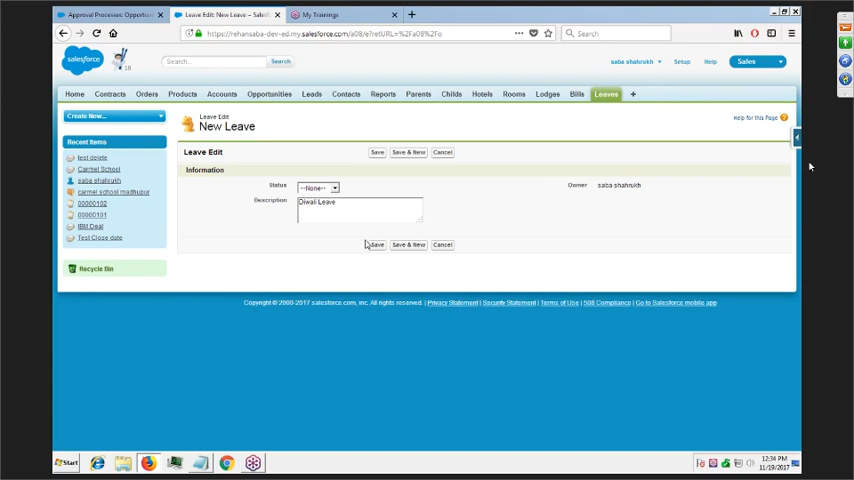 Approval Processes: Opportun
Leave Edit: New Leave ~ Salesf
My Trainings
https://rehansaba-dev-ed.my.salesforce.com/a08/e?retURL=%2Fa08%2Fo
Search
salesforce
18
Search...
Search
saba shahrukh
Setup
Help
Sales
Home
Contracts
Orders
Products
Accounts
Opportunities
Leads
Contacts
Reports
Parents
Childs
Hotels
Rooms
Lodges
Bills
Leaves
+
Create New...
Leave Edit
New Leave
Help for this Page
Recent Items
test delete
Carmel School
saba shahrukh
carmel school madhupur
00000102
00000101
IBM Deal
Test Close date
Recycle Bin
Leave Edit
Save
Save & New
Cancel
Information
Status
--None--
Owner
saba shahrukh
Description
Diwali Leave
Save
Save & New
Cancel
Copyright © 2000-2017 salesforce.com, inc. All rights reserved. | Privacy Statement | Security Statement | Terms of Use | 508 Compliance | Go to Salesforce mobile app
Start
12:34 PM
11/19/2017